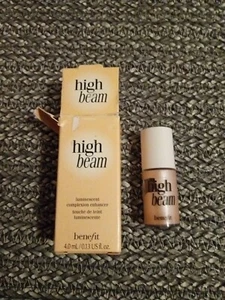 high
beam
high
beam
luminescent
complexion enhancer
touche de teint
luminescente
benefit
4.0 mL / 0.13 US fl. oz.
high
beam
benefit